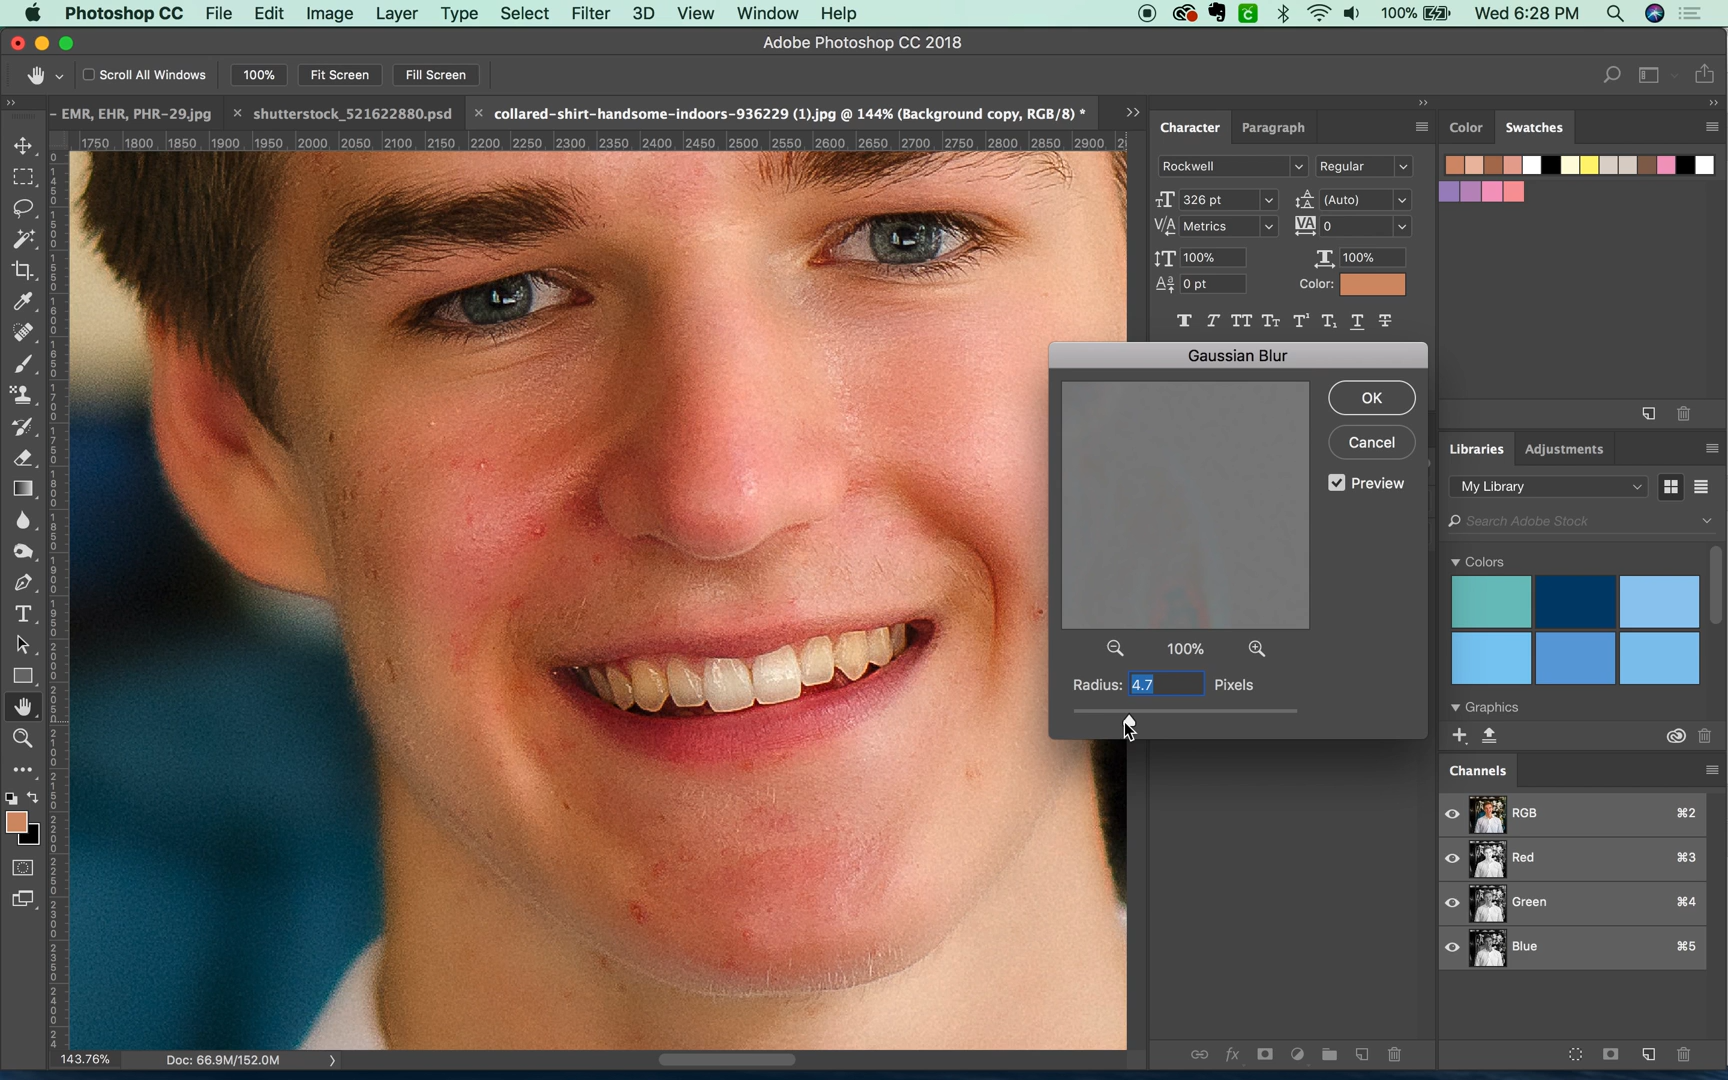 Photoshop CC File Edit Image Layer Type Select Filter 3D View Window Help 100% Wed 6:28 PM
Adobe Photoshop CC 2018
Scroll All Windows 100% Fit Screen Fill Screen
- EMR, EHR, PHR-29.jpg × shutterstock_521622880.psd × collared-shirt-handsome-indoors-936229 (1).jpg @ 144% (Background copy, RGB/8) *
1750 1800 1850 1900 1950 2000 2050 2100 2150 2200 2250 2300 2350 2400 2450 2500 2550 2600 2650 2700 2750 2800 2850 2900
Character Paragraph
Rockwell Regular
326 pt (Auto)
Metrics 0
100% 100%
0 pt Color:
Color Swatches
Gaussian Blur
OK
Cancel
Preview
100%
Radius: 4.7 Pixels
Libraries Adjustments
My Library
Search Adobe Stock
Colors
Graphics
Channels
RGB ⌘2
Red ⌘3
Green ⌘4
Blue ⌘5
143.76% Doc: 66.9M/152.0M
fx